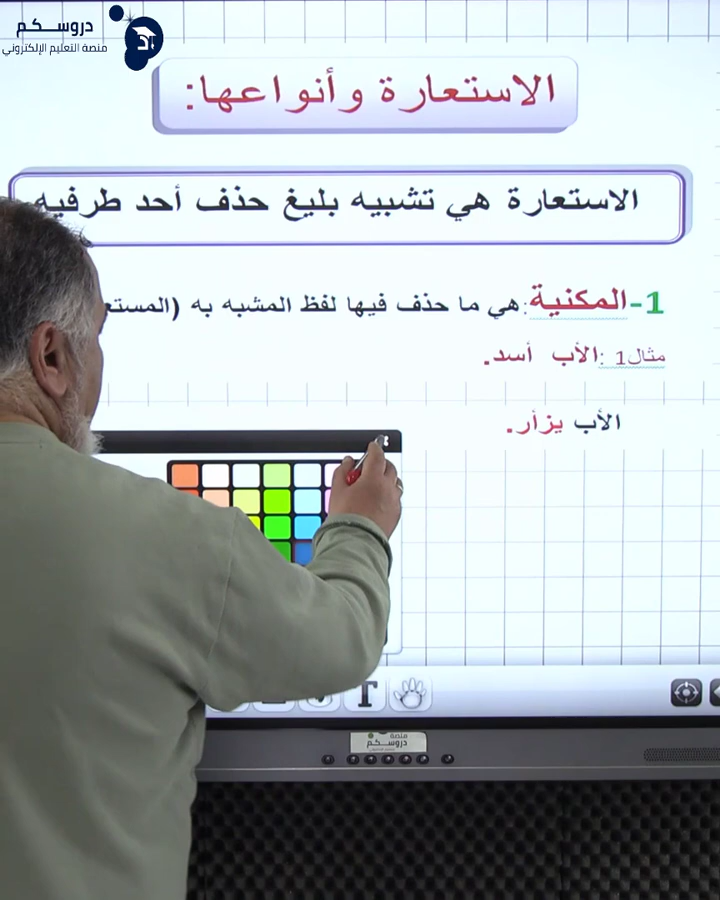 دروسكم
منصة التعليم الإلكتروني
الاستعارة وأنواعها:
الاستعارة هي تشبيه بليغ حذف أحد طرفيه
1-المكنية:هي ما حذف فيها لفظ المشبه به
مثال1 :الأب أسد.
الأب يزأر.
T
منصة
دروسكم